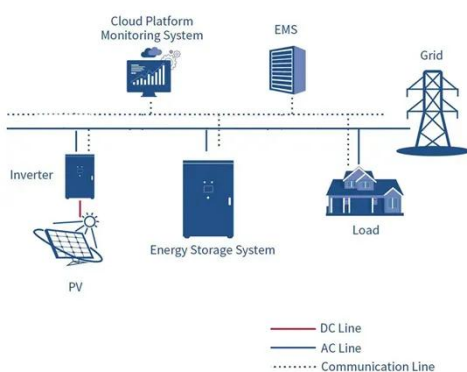 Cloud Platform
Monitoring System
EMS
Grid
Inverter
Energy Storage System
Load
PV
DC Line
AC Line
Communication Line